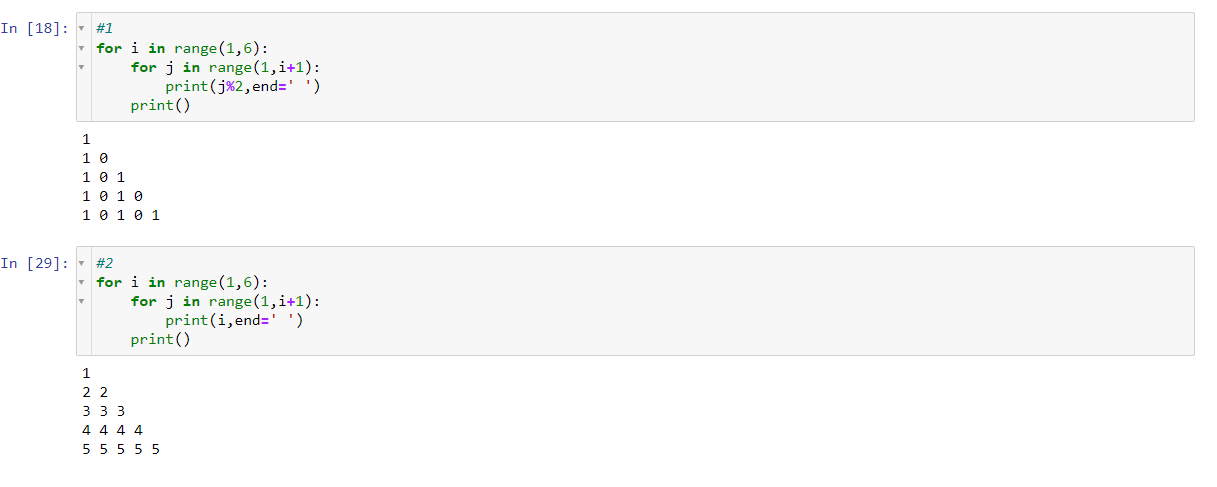 In [18]: #1
for i in range(1,6):
    for j in range(1,i+1):
        print(j%2,end=' ')
    print()
1
1 0
1 0 1
1 0 1 0
1 0 1 0 1
In [29]: #2
for i in range(1,6):
    for j in range(1,i+1):
        print(i,end=' ')
    print()
1
2 2
3 3 3
4 4 4 4
5 5 5 5 5